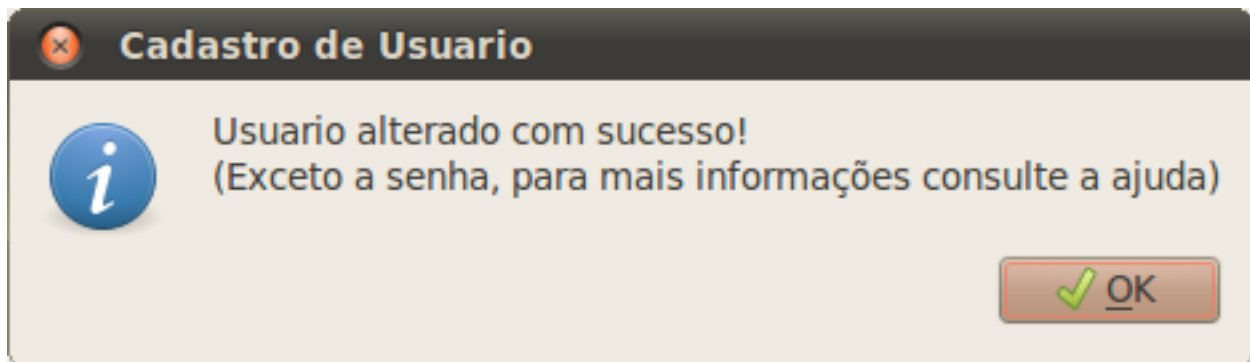 Cadastro de Usuario
Usuario alterado com sucesso!
(Exceto a senha, para mais informações consulte a ajuda)
OK